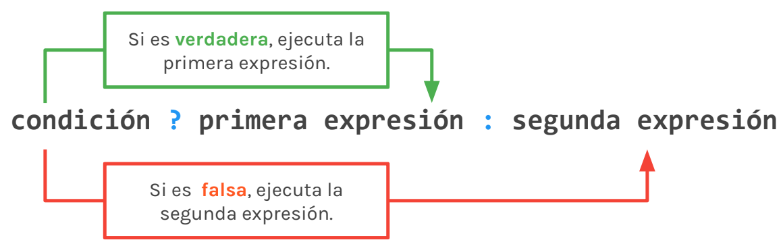 Si es verdadera, ejecuta la
primera expresión.
condición ? primera expresión : segunda expresión
Si es falsa, ejecuta la
segunda expresión.